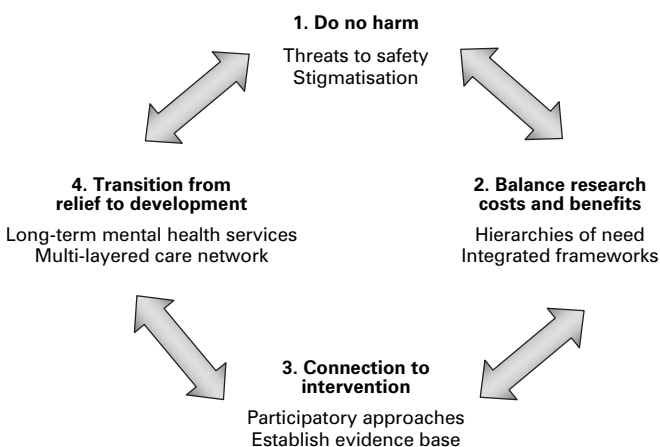 1. Do no harm
Threats to safety
Stigmatisation
2. Balance research
costs and benefits
Hierarchies of need
Integrated frameworks
3. Connection to
intervention
Participatory approaches
Establish evidence base
4. Transition from
relief to development
Long-term mental health services
Multi-layered care network